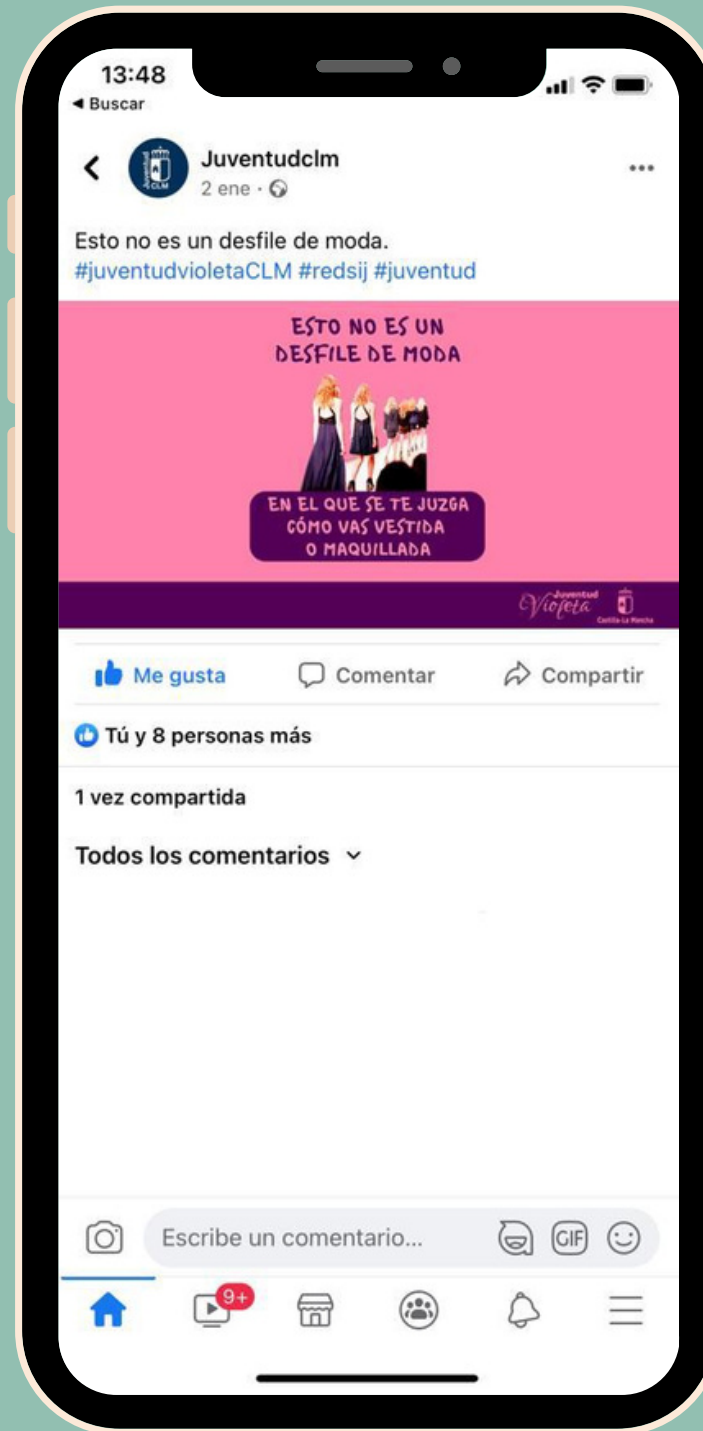 13:48
◀ Buscar
Juventudclm
2 ene ·
Esto no es un desfile de moda.
#juventudvioletaCLM #redsij #juventud
ESTO NO ES UN
DESFILE DE MODA
EN EL QUE SE TE JUZGA
CÓMO VAS VESTIDA
O MAQUILLADA
Juventud
Violeta
Castilla-La Mancha
Me gusta
Comentar
Compartir
Tú y 8 personas más
1 vez compartida
Todos los comentarios
Escribe un comentario...
GIF
9+